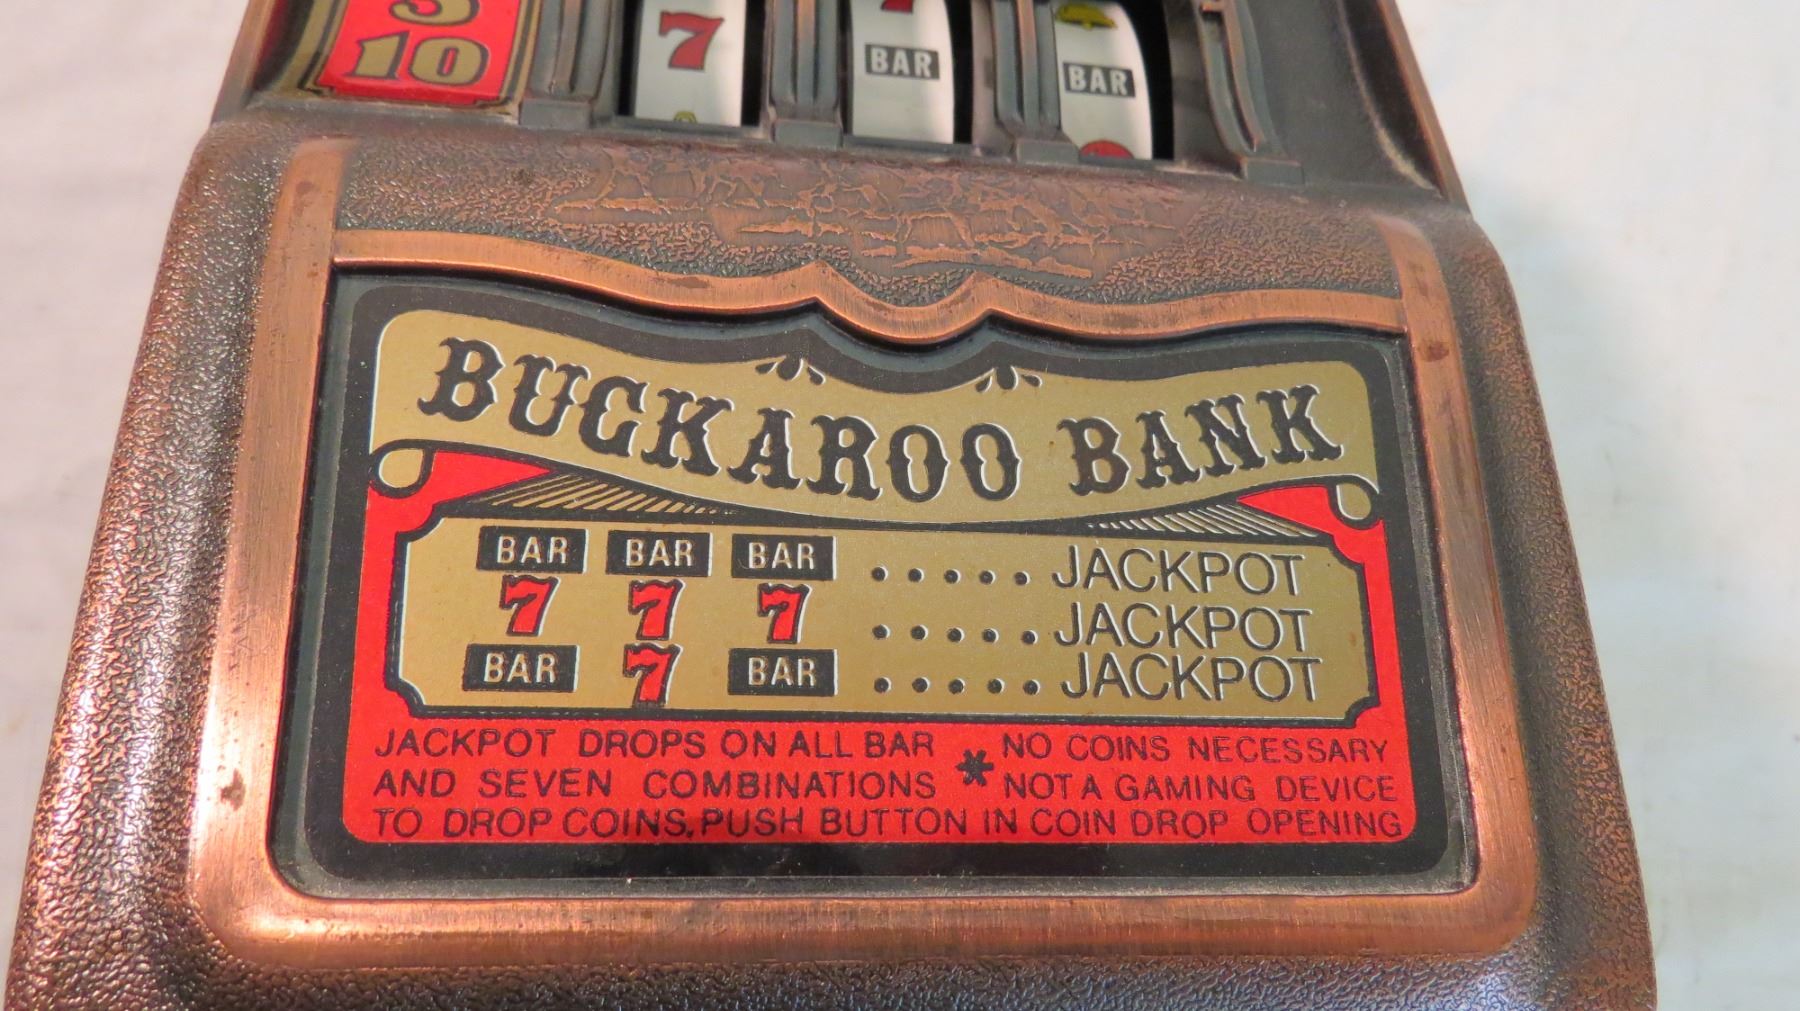 5
10
7
7
BAR
BAR
BUCKAROO BANK
BAR BAR BAR ..... JACKPOT
7 7 7 ..... JACKPOT
BAR 7 BAR ..... JACKPOT
JACKPOT DROPS ON ALL BAR * NO COINS NECESSARY
AND SEVEN COMBINATIONS NOT A GAMING DEVICE
TO DROP COINS, PUSH BUTTON IN COIN DROP OPENING